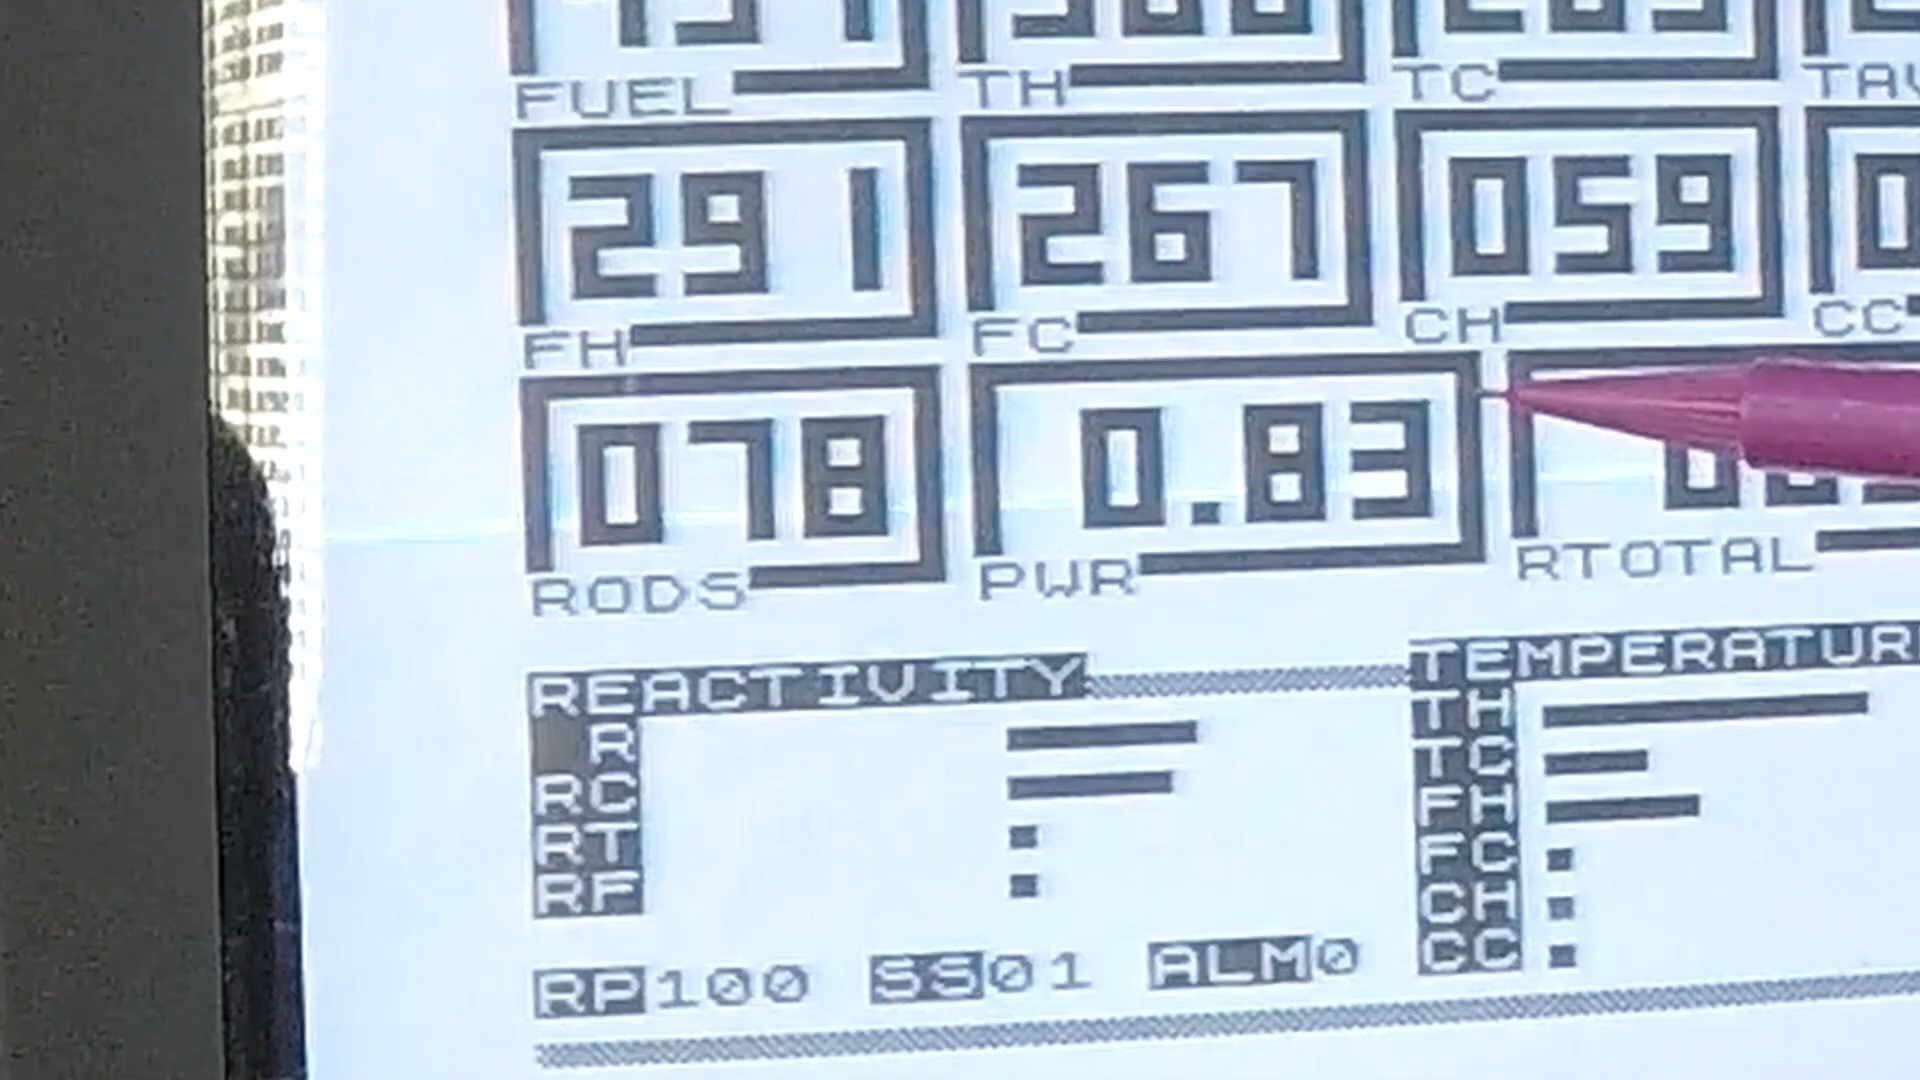 FUEL TH TC
291 267 059
FH FC CH CC
078 0.83
RODS PWR RTOTAL
REACTIVITY TEMPERATUR
R TH
RC TC
RT FH
RF FC
CH
RP100 SS01 ALM0 CC